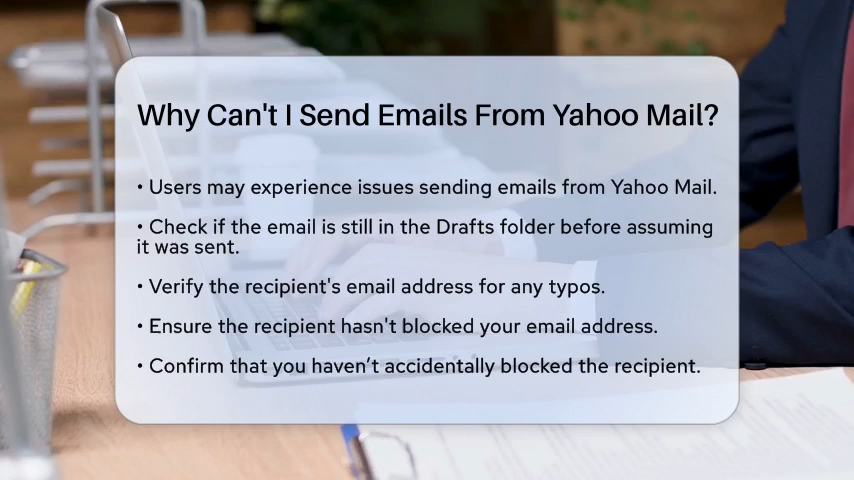 Why Can't I Send Emails From Yahoo Mail?
• Users may experience issues sending emails from Yahoo Mail.
• Check if the email is still in the Drafts folder before assuming
it was sent.
• Verify the recipient's email address for any typos.
• Ensure the recipient hasn't blocked your email address.
• Confirm that you haven’t accidentally blocked the recipient.